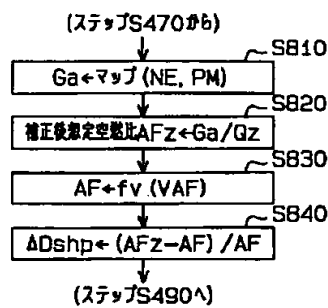 (ステップS470から)
S810
Ga←マップ(NE, PM)
S820
補正後想定空燃比AFz←Ga/Qz
S830
AF←fv(VAF)
S840
ΔDshp←(AFz-AF)/AF
(ステップS490へ)